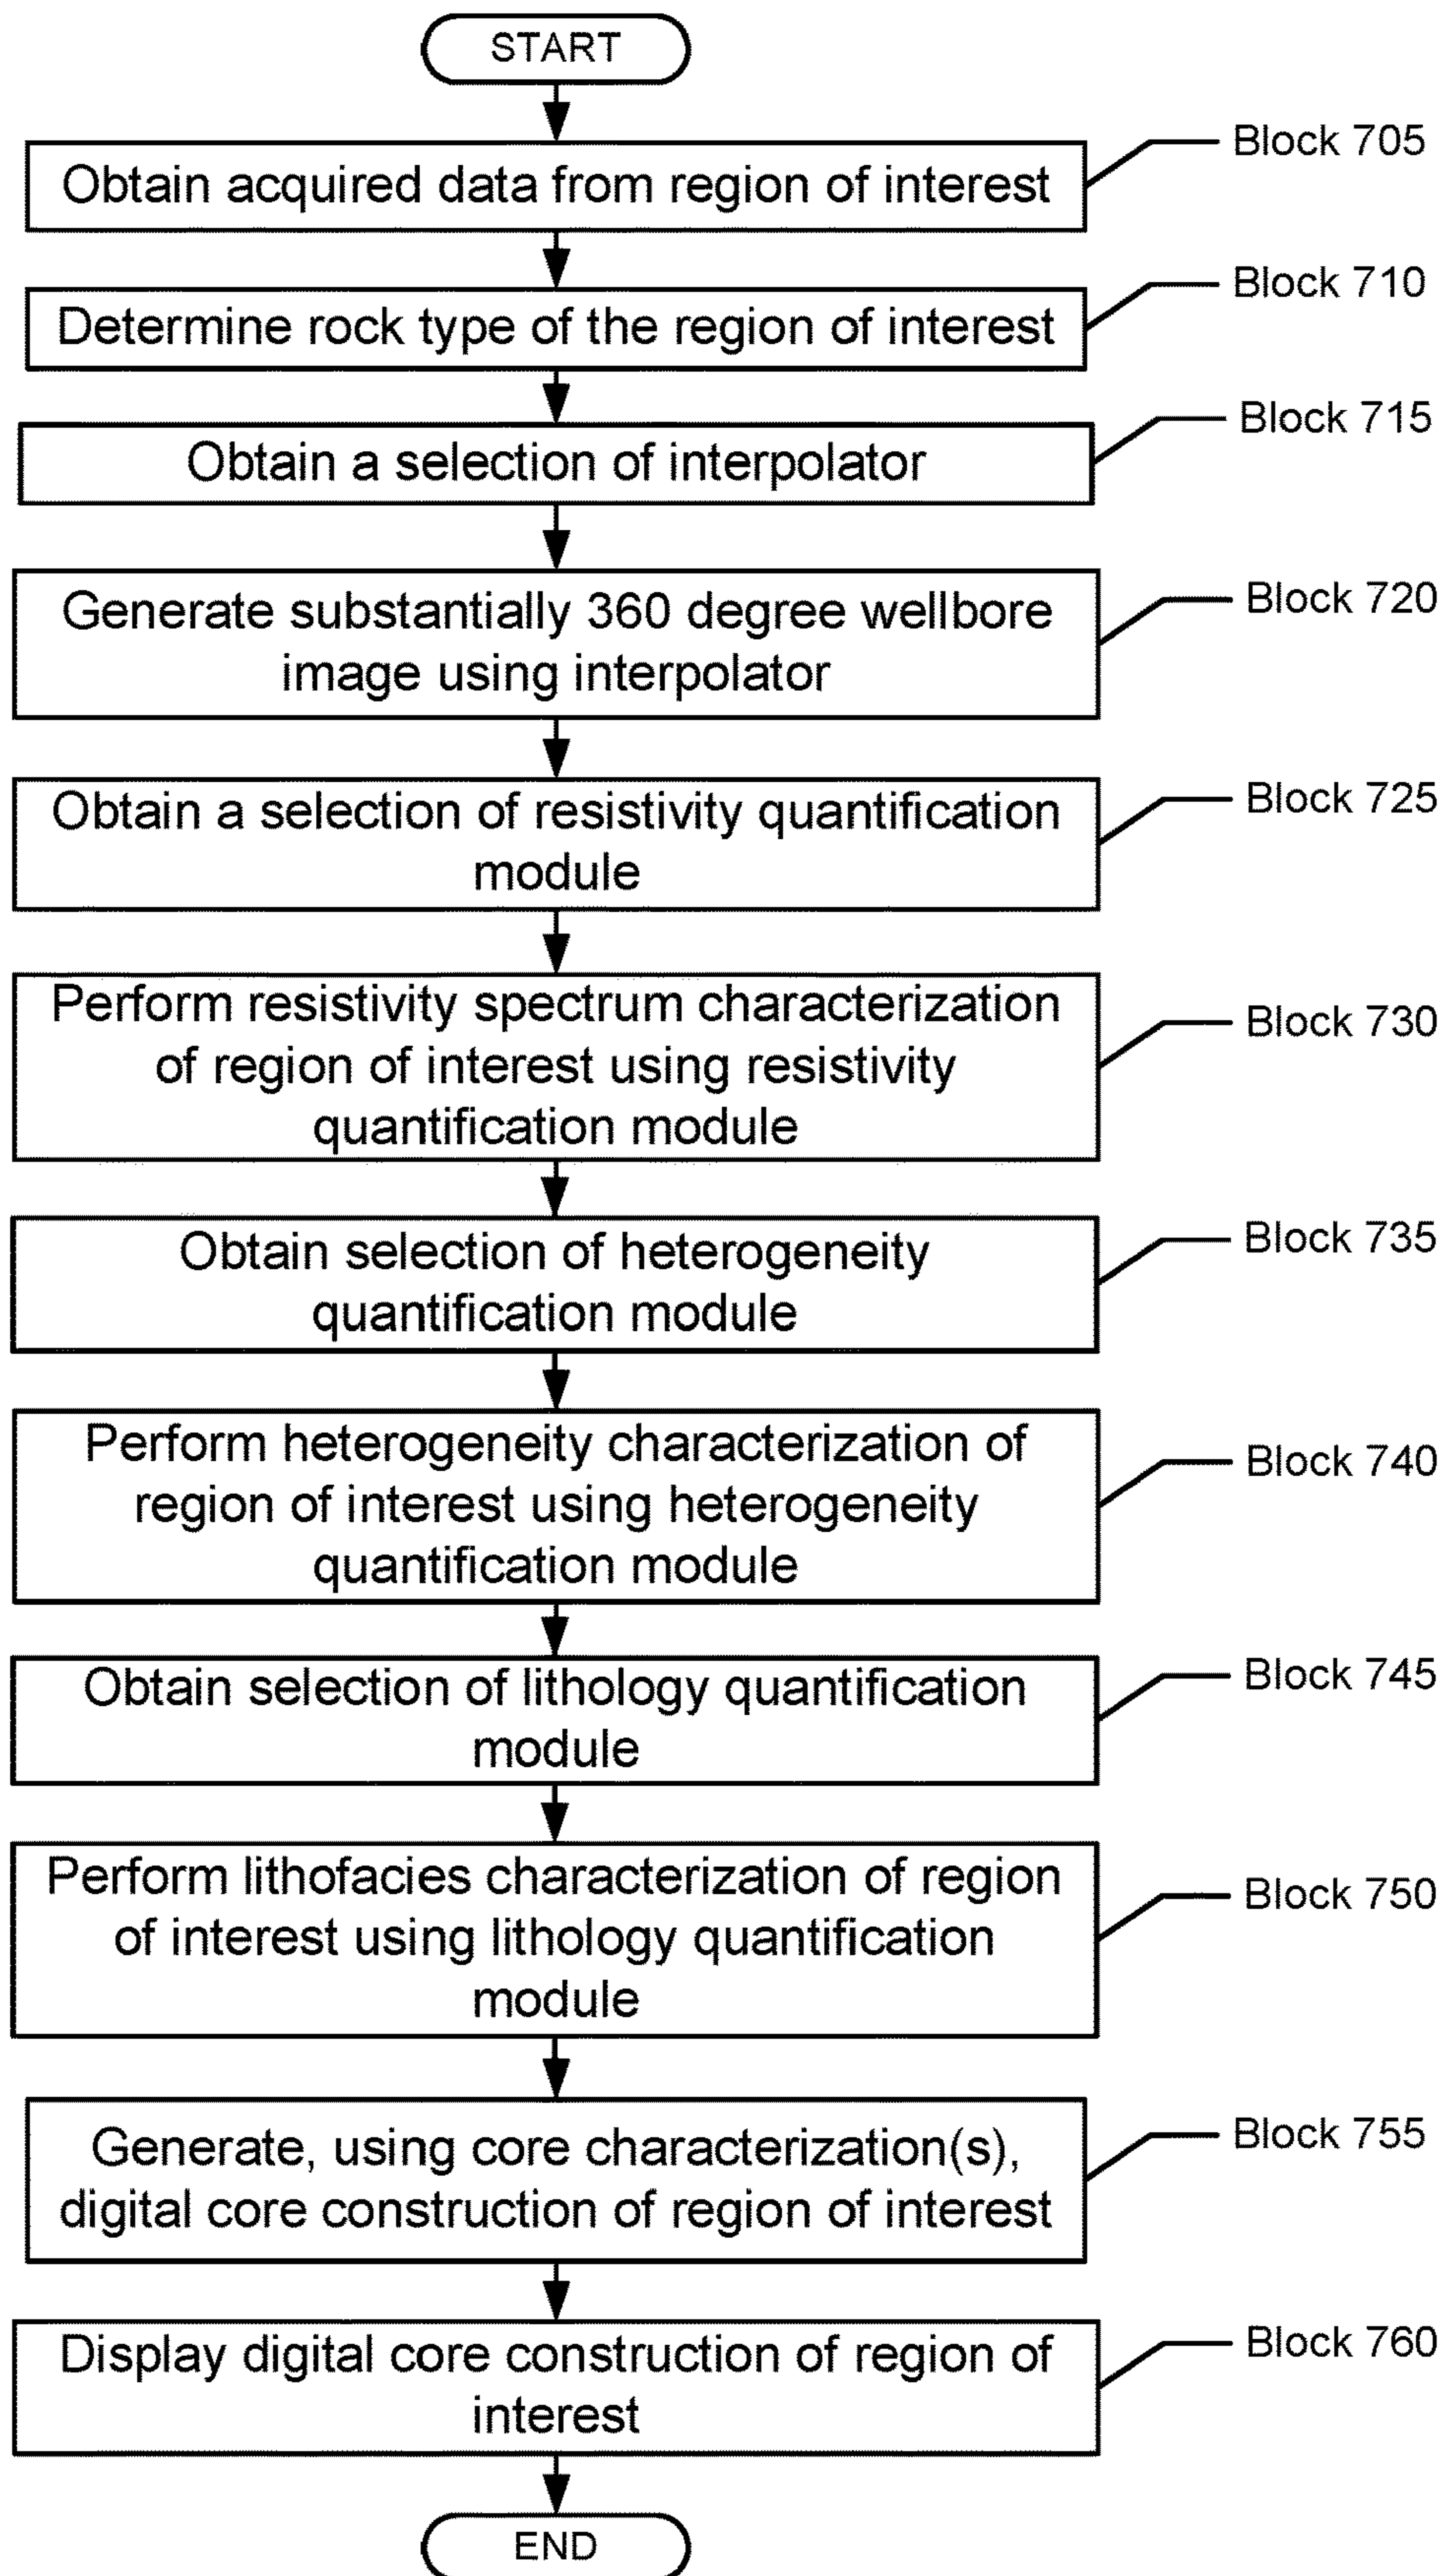 START
Obtain acquired data from region of interest
Block 705
Determine rock type of the region of interest
Block 710
Obtain a selection of interpolator
Block 715
Generate substantially 360 degree wellbore
image using interpolator
Block 720
Obtain a selection of resistivity quantification
module
Block 725
Perform resistivity spectrum characterization
of region of interest using resistivity
quantification module
Block 730
Obtain selection of heterogeneity
quantification module
Block 735
Perform heterogeneity characterization of
region of interest using heterogeneity
quantification module
Block 740
Obtain selection of lithology quantification
module
Block 745
Perform lithofacies characterization of region
of interest using lithology quantification
module
Block 750
Generate, using core characterization(s),
digital core construction of region of interest
Block 755
Display digital core construction of region of
interest
Block 760
END